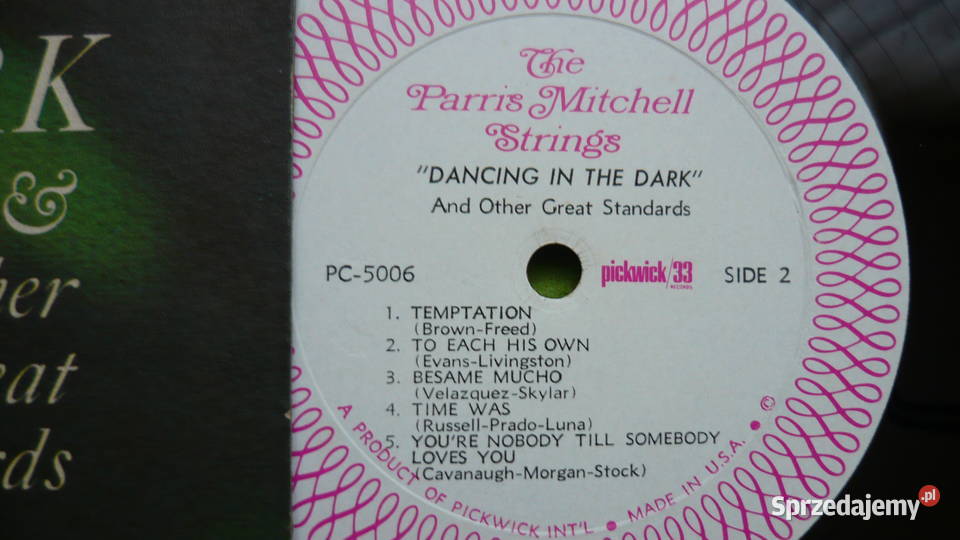 RK
&
her
eat
rds
The
Parris Mitchell
Strings
"DANCING IN THE DARK"
And Other Great Standards
PC-5006
pickwick/33
RECORDS
SIDE 2
1. TEMPTATION
(Brown-Freed)
2. TO EACH HIS OWN
(Evans-Livingston)
3. BESAME MUCHO
(Velazquez-Skylar)
4. TIME WAS
(Russell-Prado-Luna)
5. YOU'RE NOBODY TILL SOMEBODY
LOVES YOU
(Cavanaugh-Morgan-Stock)
A PRODUCT OF PICKWICK INT'L • MADE IN U.S.A. • ©
Sprzedajemy.pl